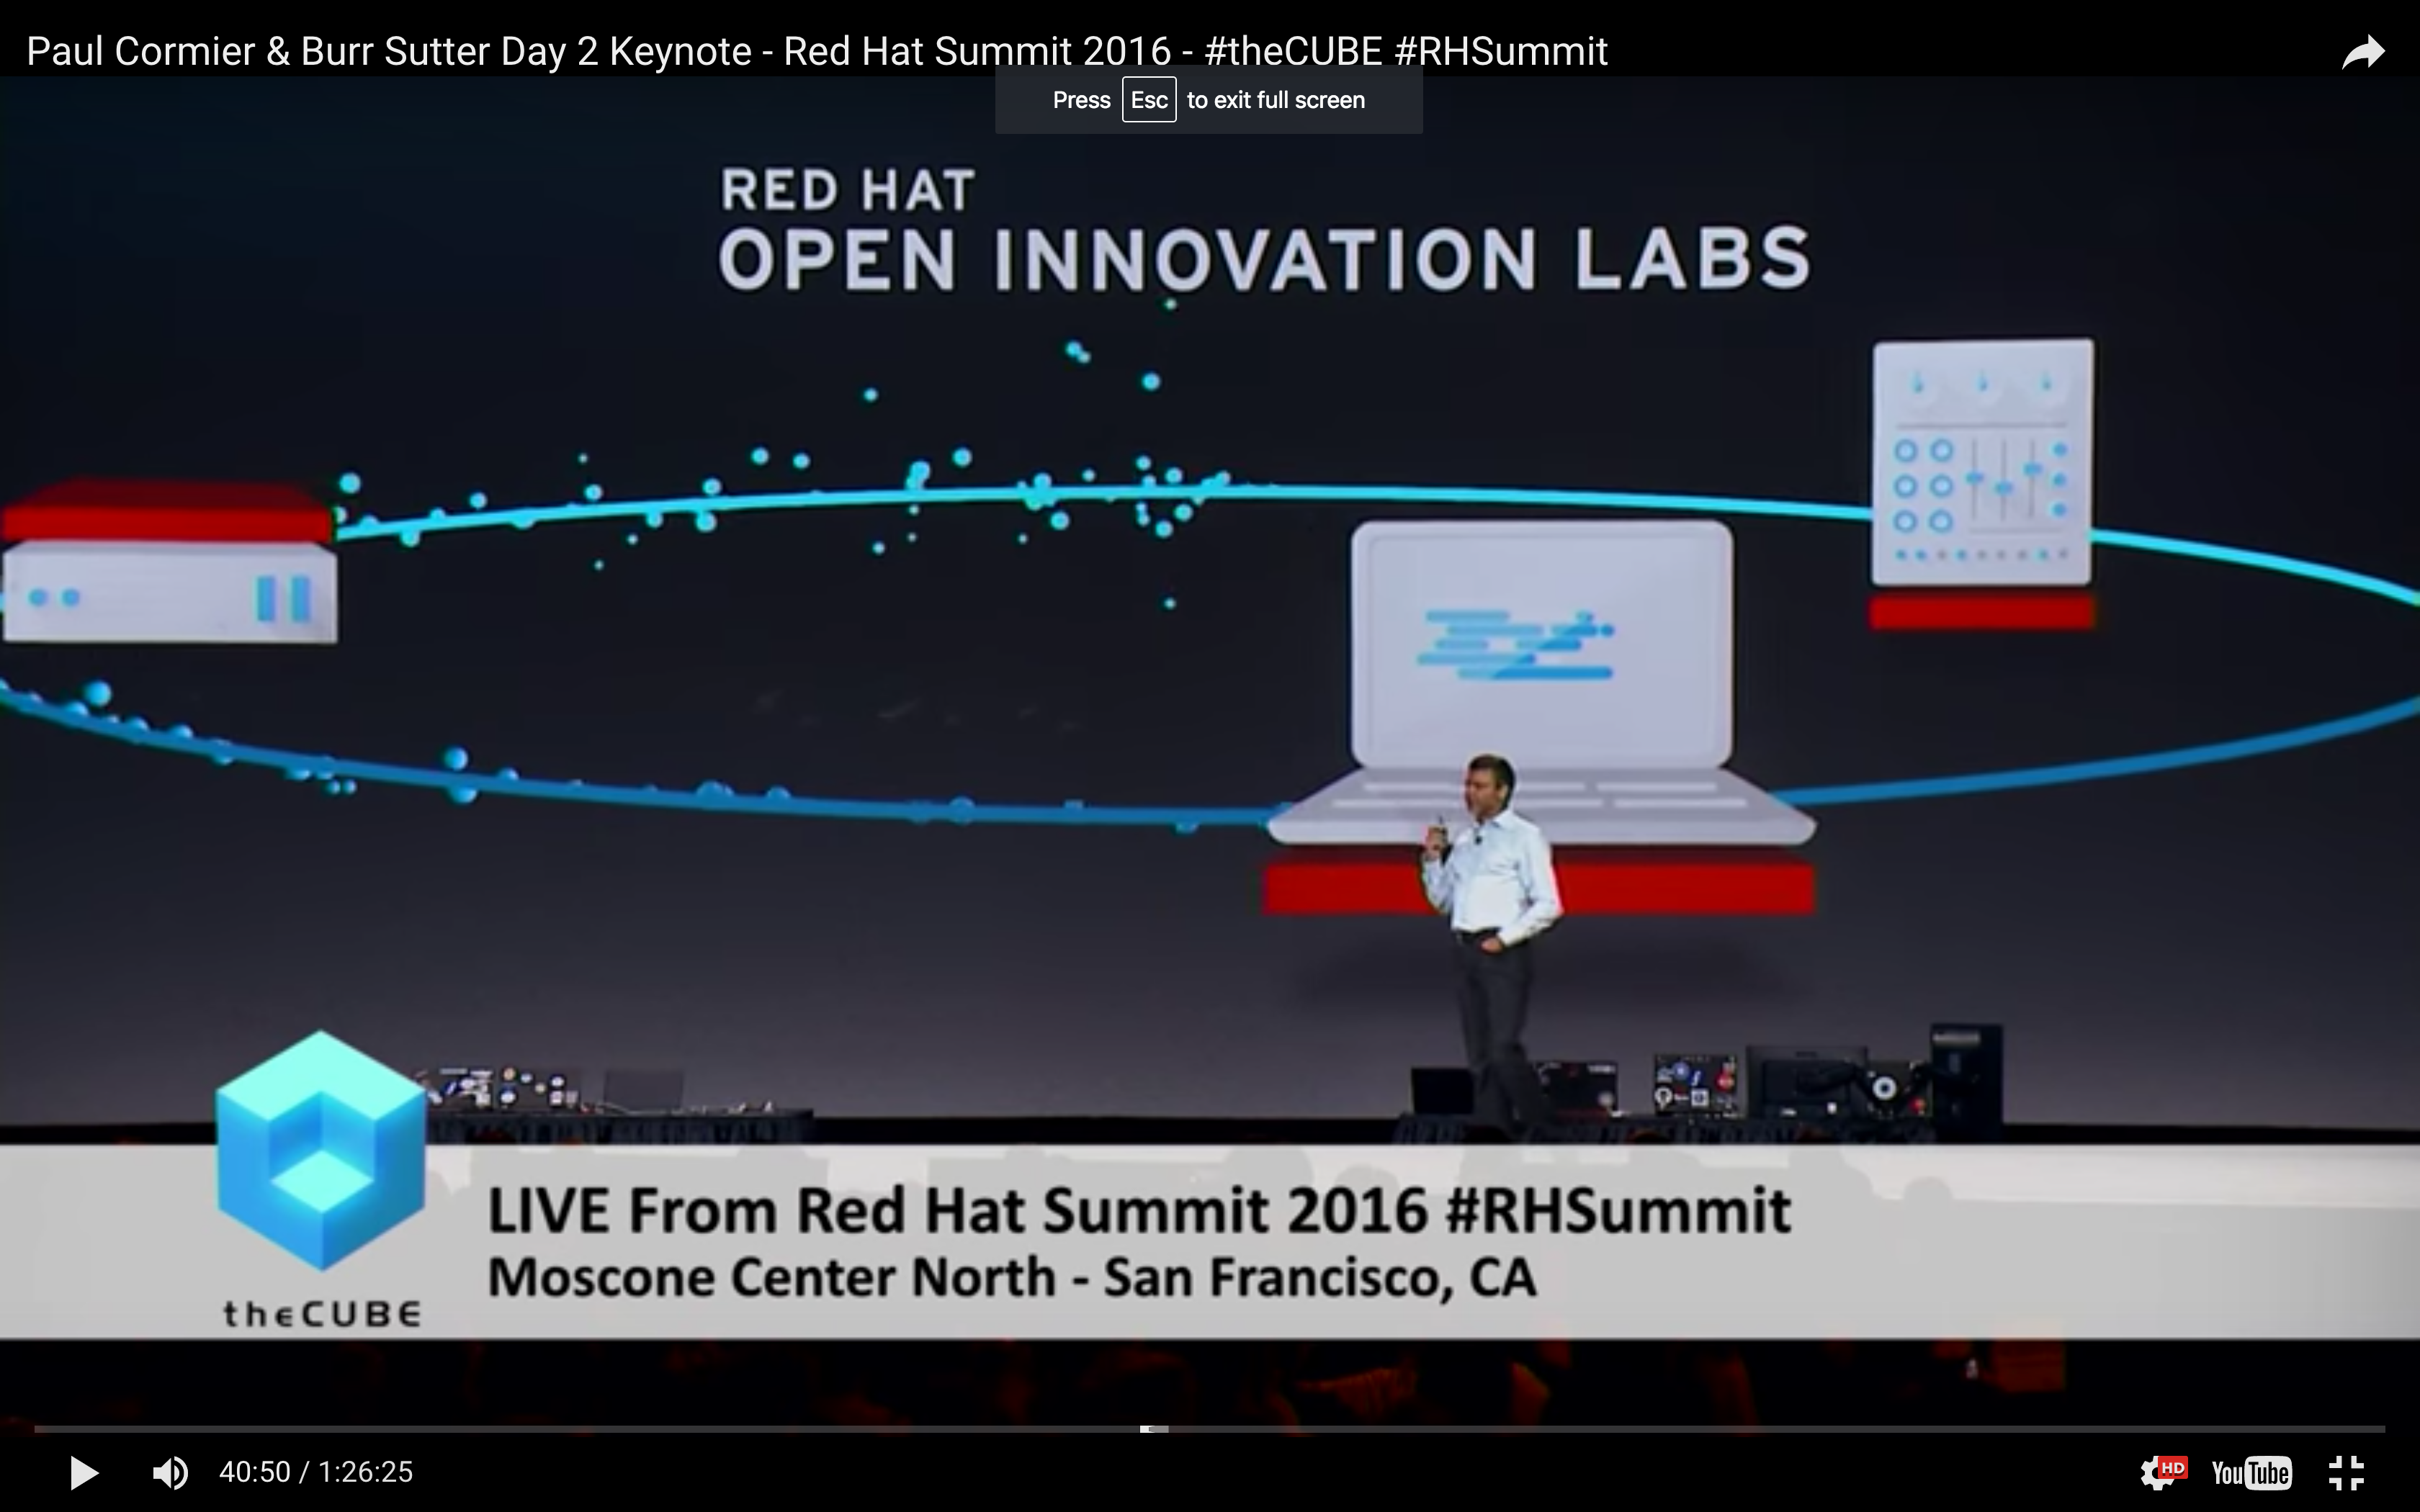 Paul Cormier & Burr Sutter Day 2 Keynote - Red Hat Summit 2016 - #theCUBE #RHSummit
Press Esc to exit full screen
RED HAT
OPEN INNOVATION LABS
LIVE From Red Hat Summit 2016 #RHSummit
Moscone Center North - San Francisco, CA
theCUBE
40:50 / 1:26:25
HD
YouTube